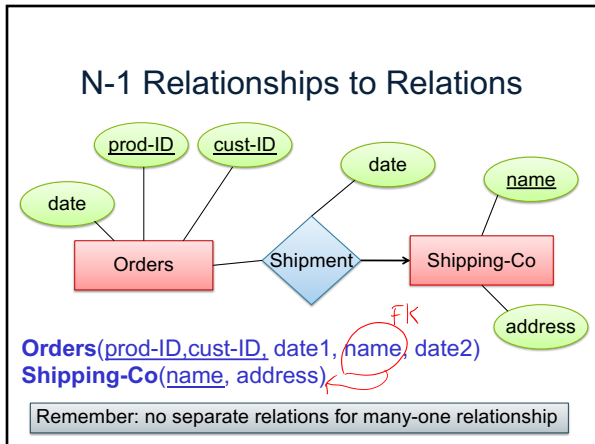 N-1 Relationships to Relations
prod-ID
cust-ID
date
date
name
Orders
Shipment
Shipping-Co
address
FK
Orders(prod-ID,cust-ID, date1, name, date2)
Shipping-Co(name, address)
Remember: no separate relations for many-one relationship